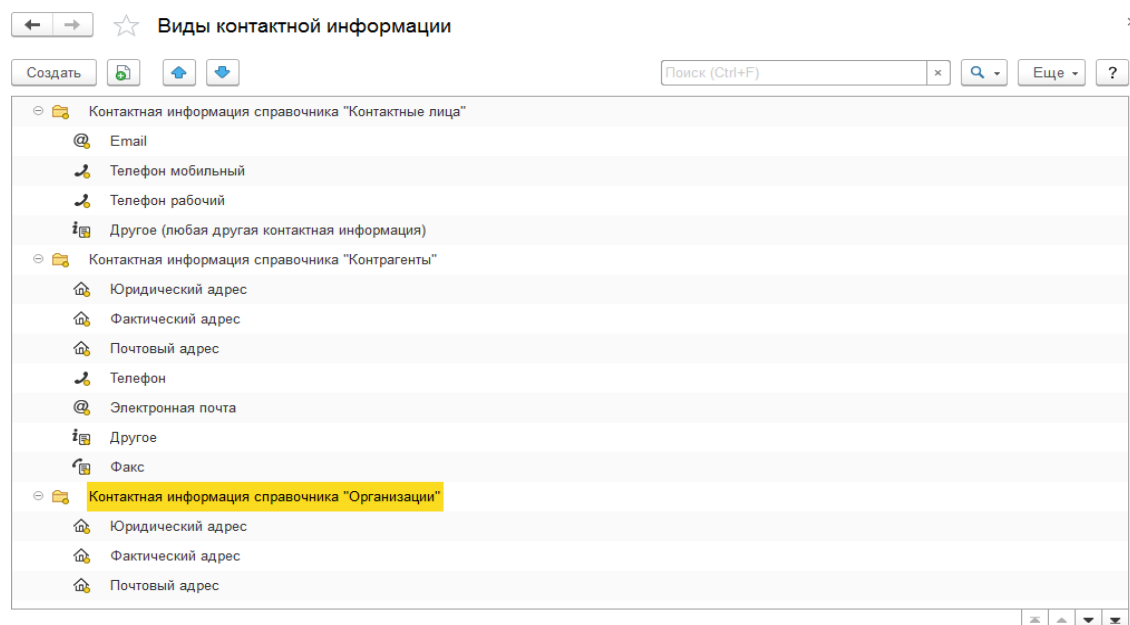 Виды контактной информации
Создать Поиск (Ctrl+F) × Еще ?
Контактная информация справочника "Контактные лица"
Email
Телефон мобильный
Телефон рабочий
Другое (любая другая контактная информация)
Контактная информация справочника "Контрагенты"
Юридический адрес
Фактический адрес
Почтовый адрес
Телефон
Электронная почта
Другое
Факс
Контактная информация справочника "Организации"
Юридический адрес
Фактический адрес
Почтовый адрес